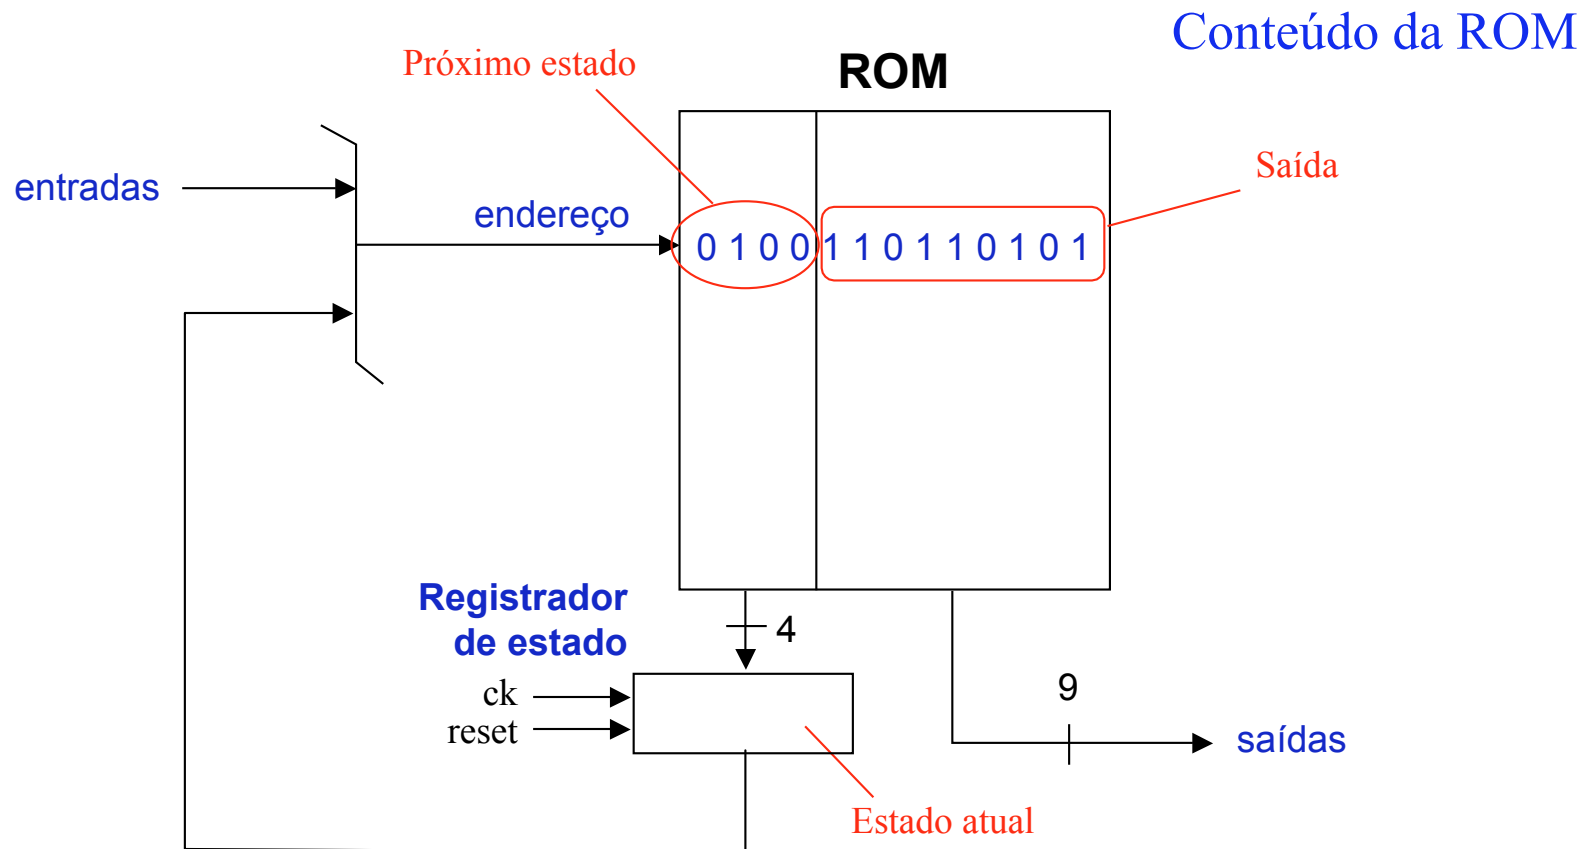 Conteúdo da ROM
Próximo estado
ROM
Saída
entradas
endereço
0 1 0 0 1 1 0 1 1 0 1 0 1
Registrador
de estado
4
ck
reset
9
saídas
Estado atual